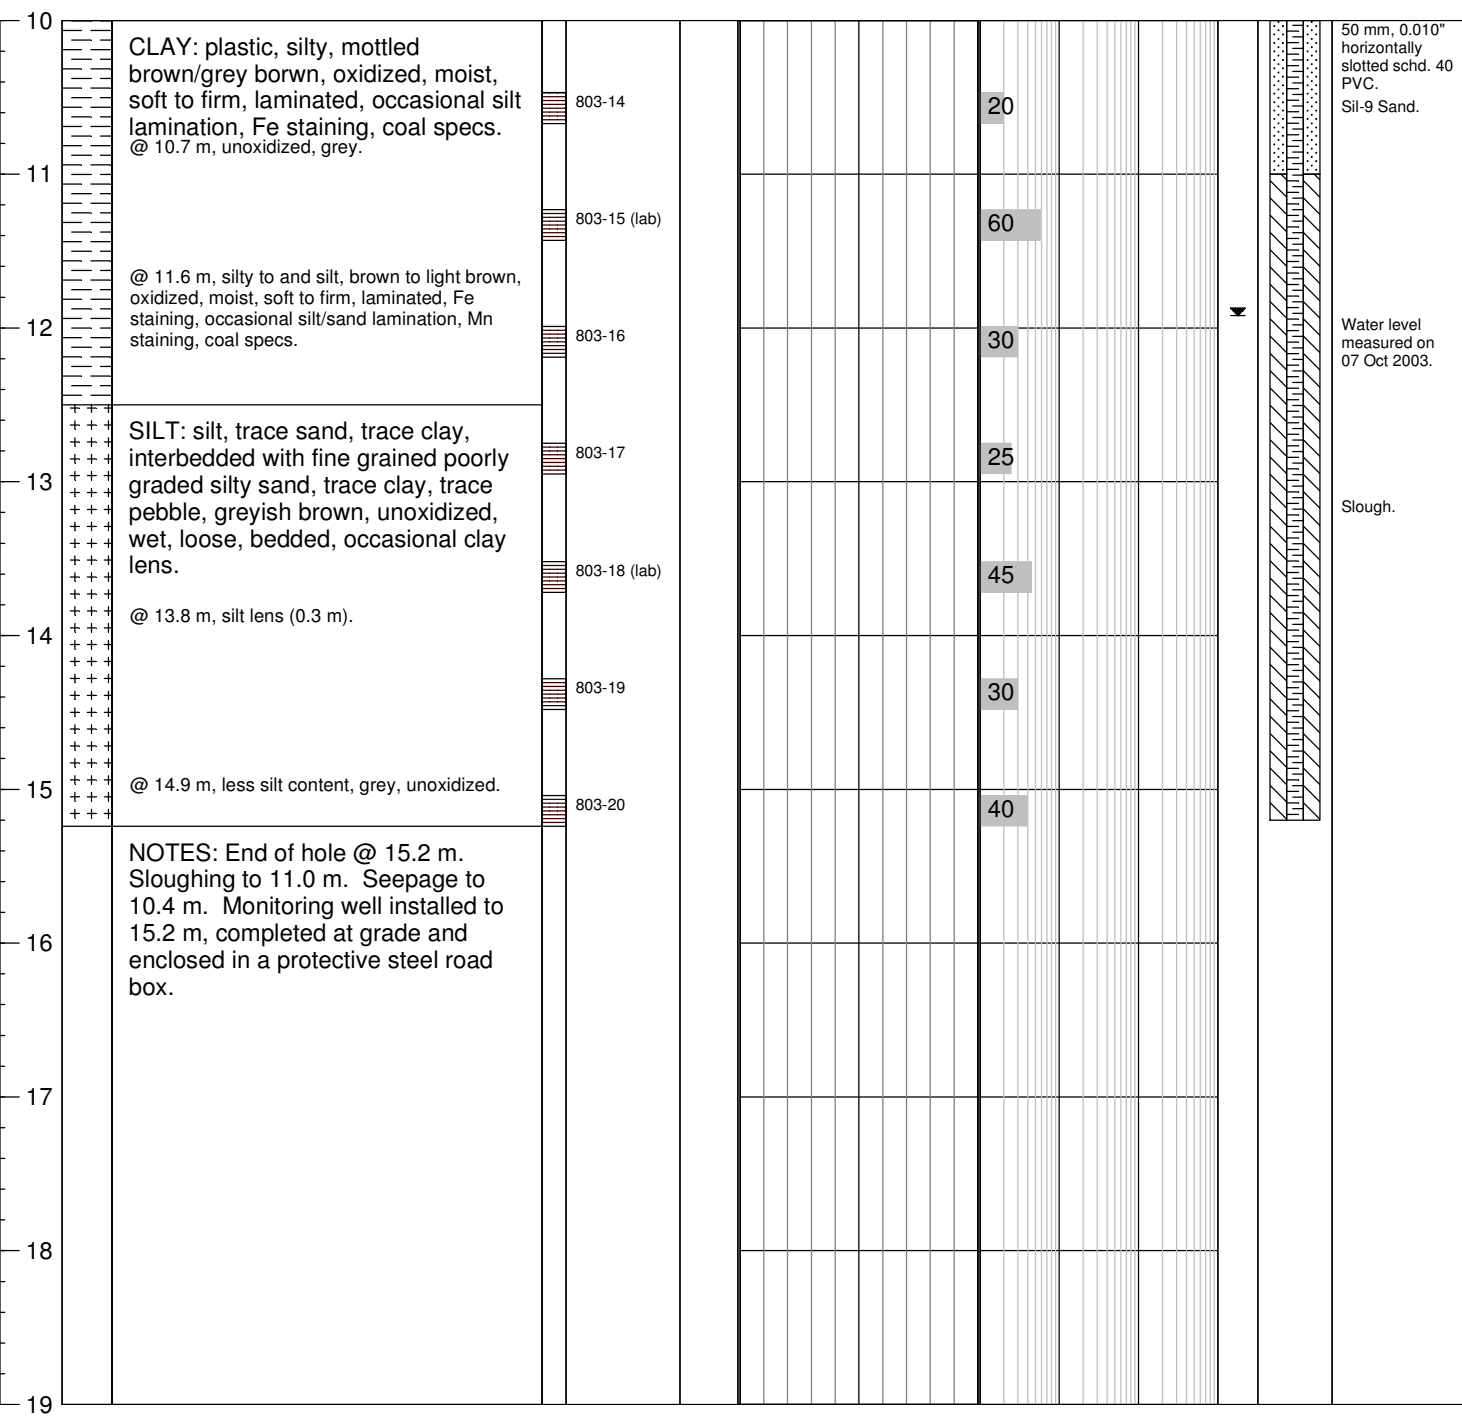 10
CLAY: plastic, silty, mottled
brown/grey borwn, oxidized, moist,
soft to firm, laminated, occasional silt
lamination, Fe staining, coal specs.
@ 10.7 m, unoxidized, grey.
803-14
20
50 mm, 0.010"
horizontally
slotted schd. 40
PVC.
Sil-9 Sand.
11
803-15 (lab)
60
@ 11.6 m, silty to and silt, brown to light brown,
oxidized, moist, soft to firm, laminated, Fe
staining, occasional silt/sand lamination, Mn
staining, coal specs.
12
803-16
30
Water level
measured on
07 Oct 2003.
SILT: silt, trace sand, trace clay,
interbedded with fine grained poorly
graded silty sand, trace clay, trace
pebble, greyish brown, unoxidized,
wet, loose, bedded, occasional clay
lens.
803-17
25
13
Slough.
803-18 (lab)
45
@ 13.8 m, silt lens (0.3 m).
14
803-19
30
@ 14.9 m, less silt content, grey, unoxidized.
15
803-20
40
NOTES: End of hole @ 15.2 m.
Sloughing to 11.0 m. Seepage to
10.4 m. Monitoring well installed to
15.2 m, completed at grade and
enclosed in a protective steel road
box.
16
17
18
19